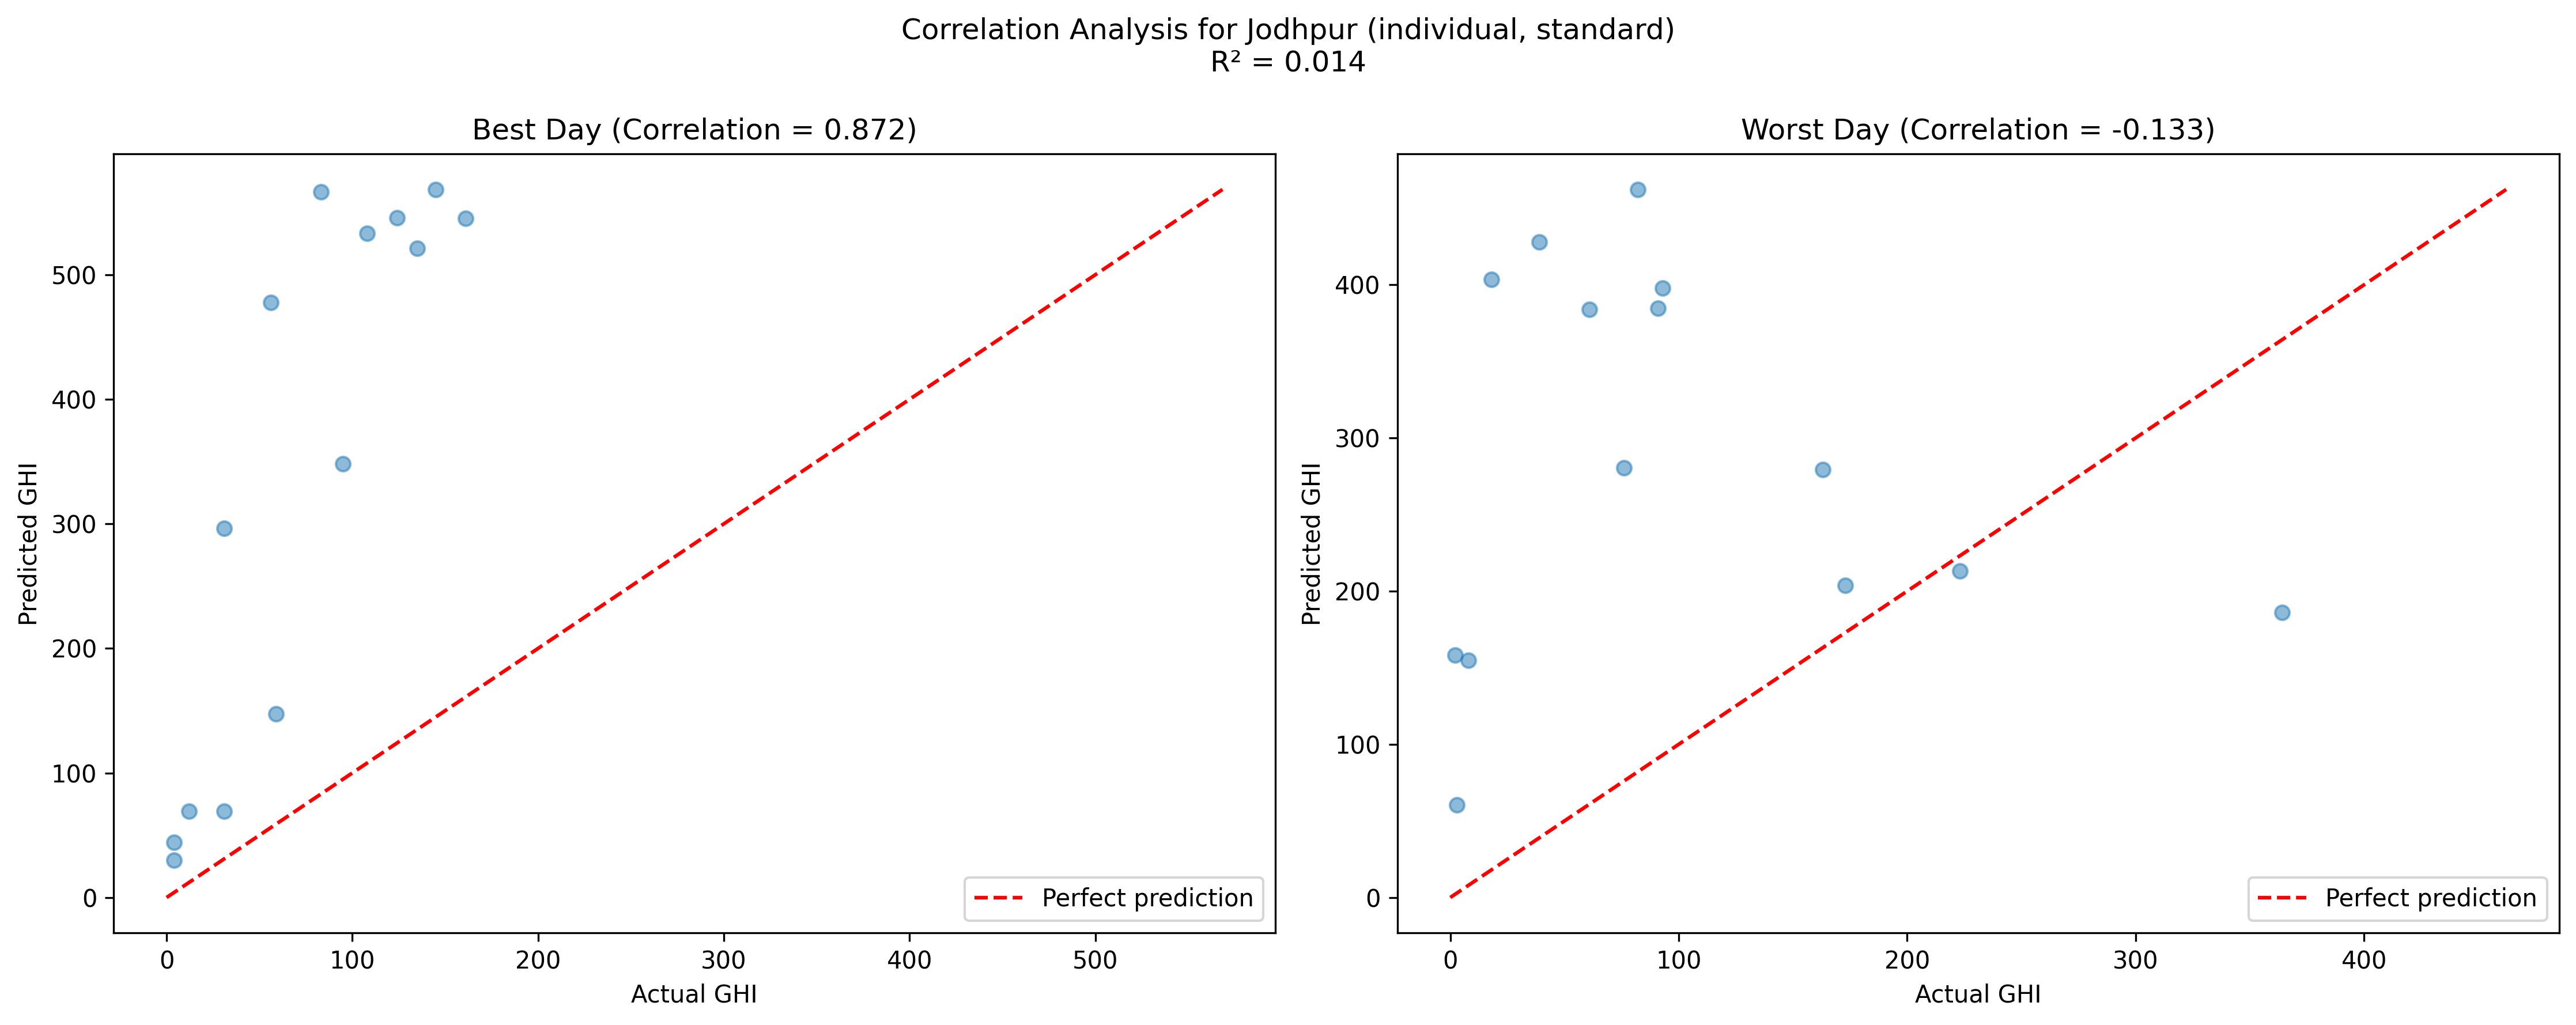 Correlation Analysis for Jodhpur (individual, standard)
R² = 0.014
Best Day (Correlation = 0.872)
Predicted GHI
500
400
300
200
100
0
0 100 200 300 400 500
Actual GHI
Perfect prediction
Worst Day (Correlation = -0.133)
Predicted GHI
400
300
200
100
0
0 100 200 300 400
Actual GHI
Perfect prediction